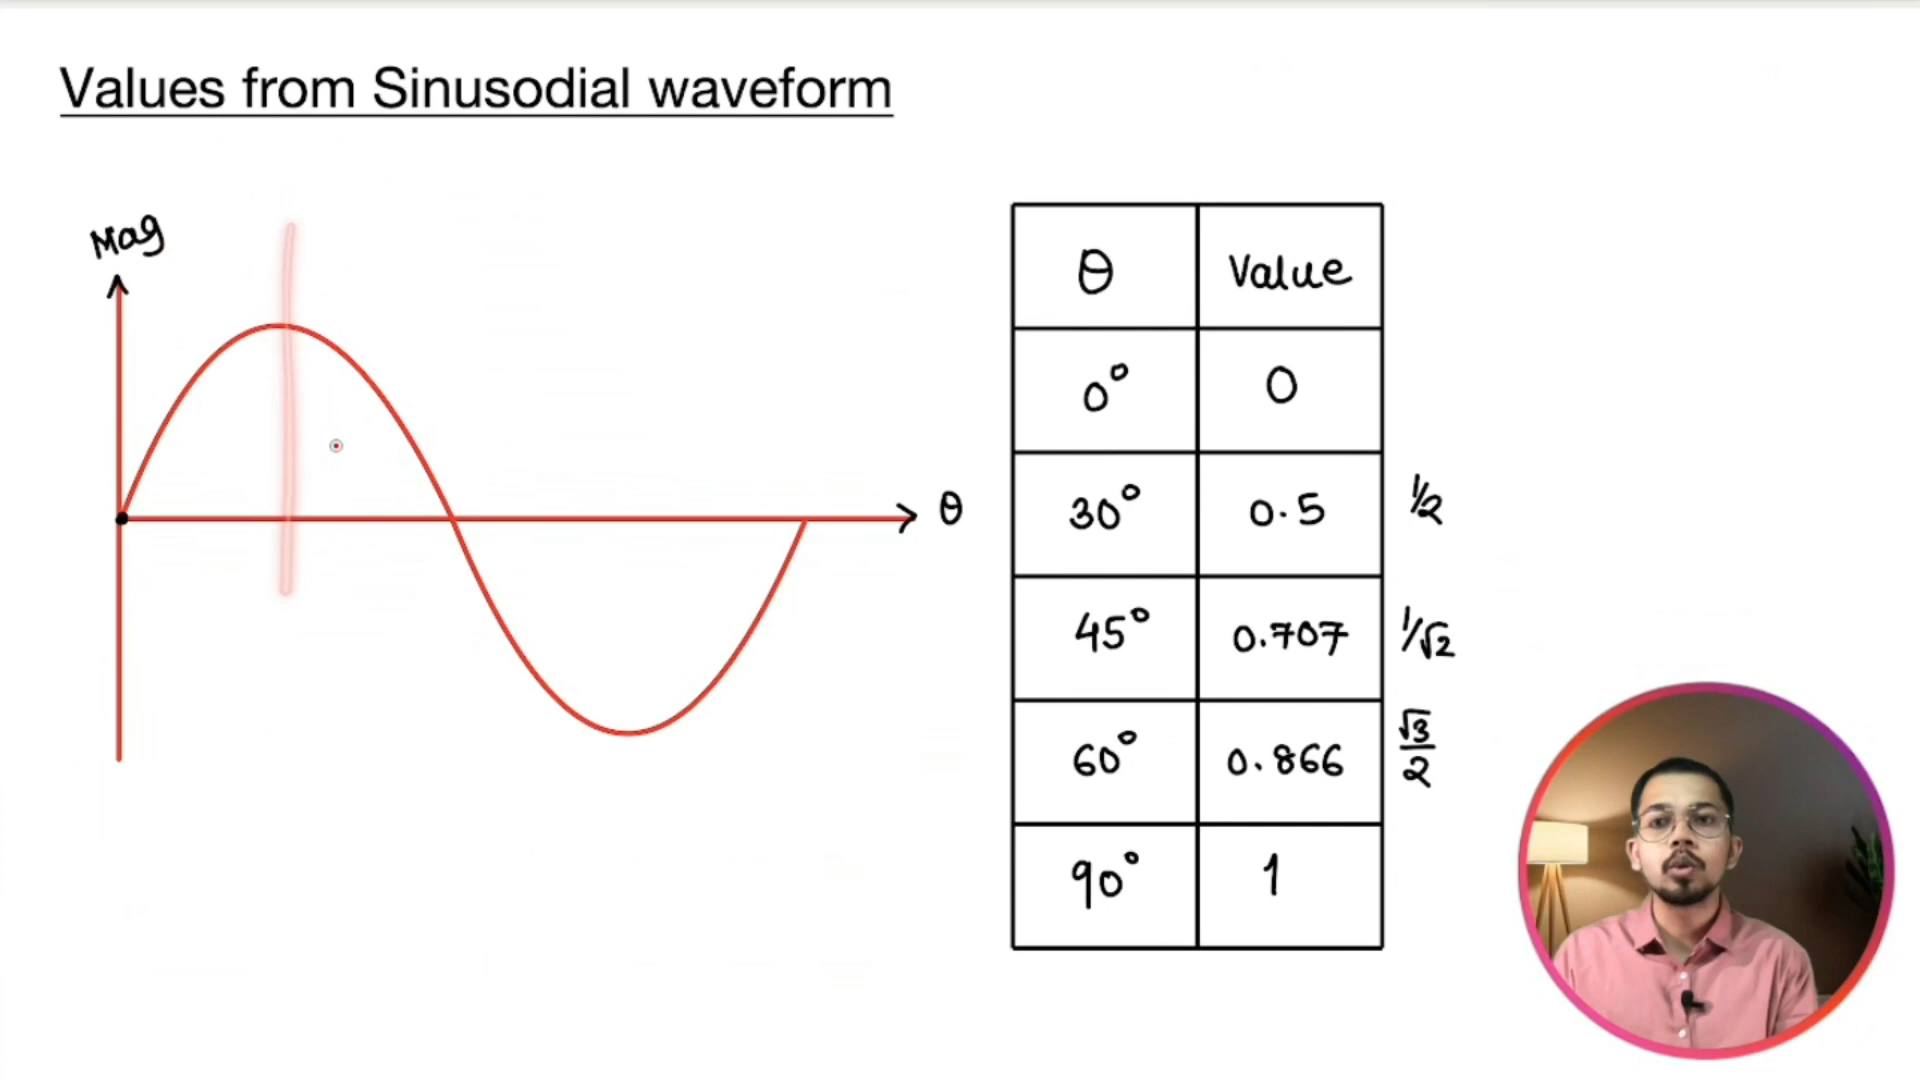 Values from Sinusodial waveform
Mag
θ
θ Value
0° 0
30° 0.5 1/2
45° 0.707 1/√2
60° 0.866 √3/2
90° 1